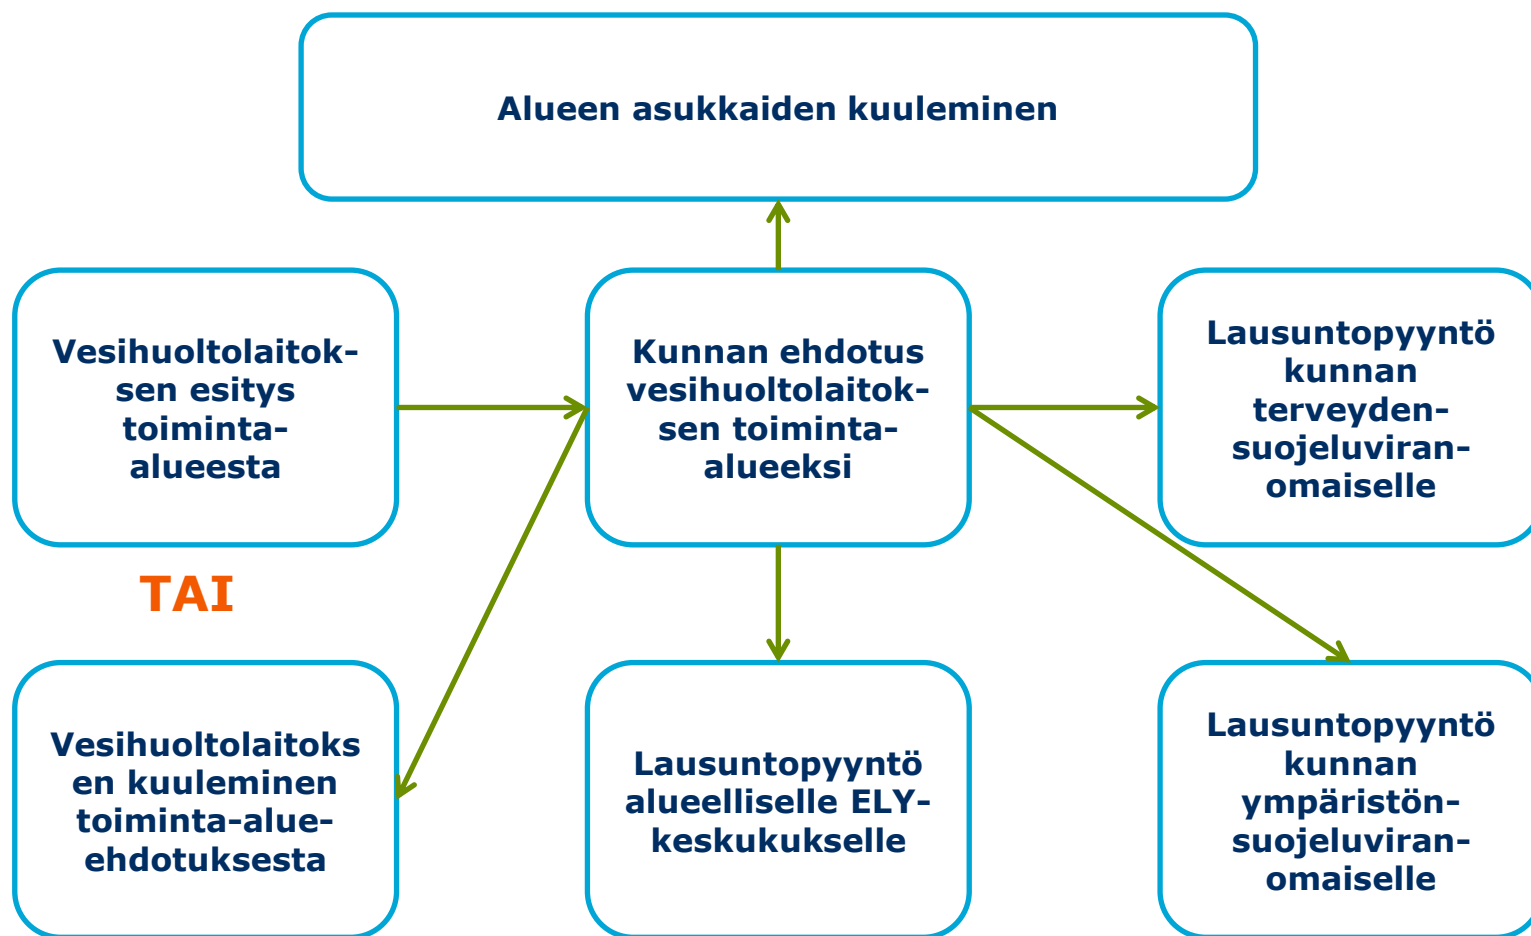 Alueen asukkaiden kuuleminen
Vesihuoltolaitok-
sen esitys
toiminta-
alueesta
Kunnan ehdotus
vesihuoltolaitok-
sen toiminta-
alueeksi
Lausuntopyyntö
kunnan
terveyden-
suojeluviran-
omaiselle
TAI
Vesihuoltolaitoks
en kuuleminen
toiminta-alue-
ehdotuksesta
Lausuntopyyntö
alueelliselle ELY-
keskukukselle
Lausuntopyyntö
kunnan
ympäristön-
suojeluviran-
omaiselle